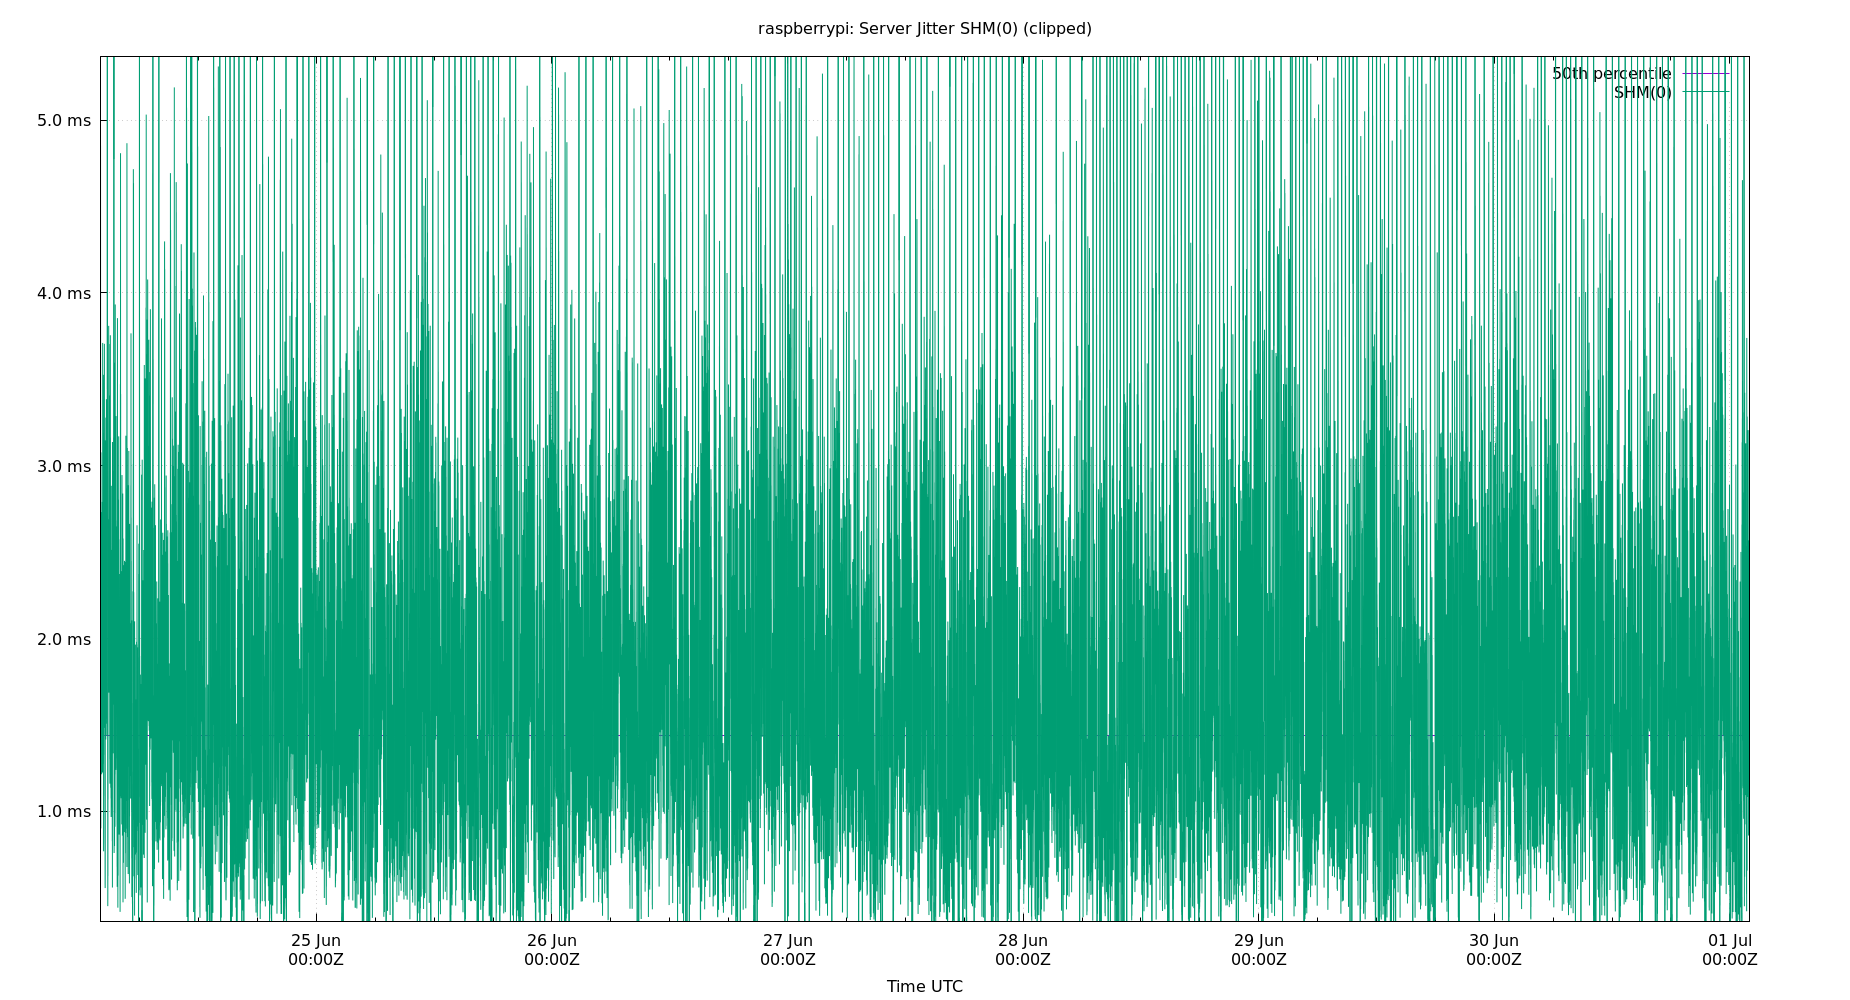 raspberrypi: Server Jitter SHM(0) (clipped)
50th percentile
SHM(0)
5.0 ms
4.0 ms
3.0 ms
2.0 ms
1.0 ms
25 Jun 26 Jun 27 Jun 28 Jun 29 Jun 30 Jun 01 Jul
00:00Z 00:00Z 00:00Z 00:00Z 00:00Z 00:00Z 00:00Z
Time UTC